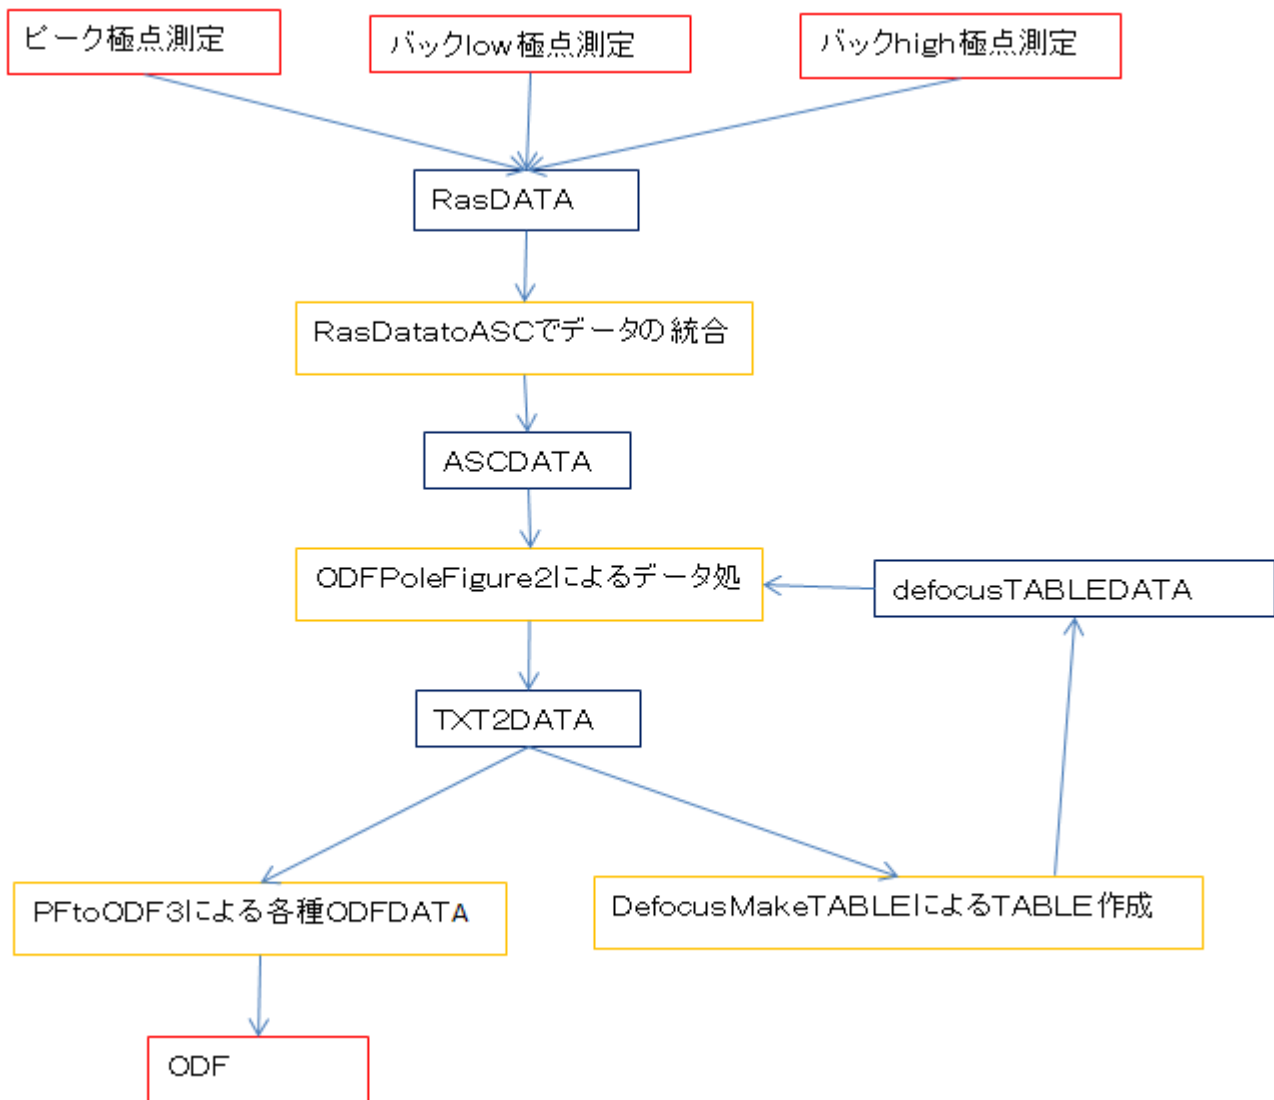 ピーク極点測定
バックlow極点測定
バックhigh極点測定
RasDATA
RasDatatoASCでデータの統合
ASCDATA
ODFPoleFigure2によるデータ処
defocusTABLEDATA
TXT2DATA
PFtoODF3による各種ODFDATA
DefocusMakeTABLEによるTABLE作成
ODF